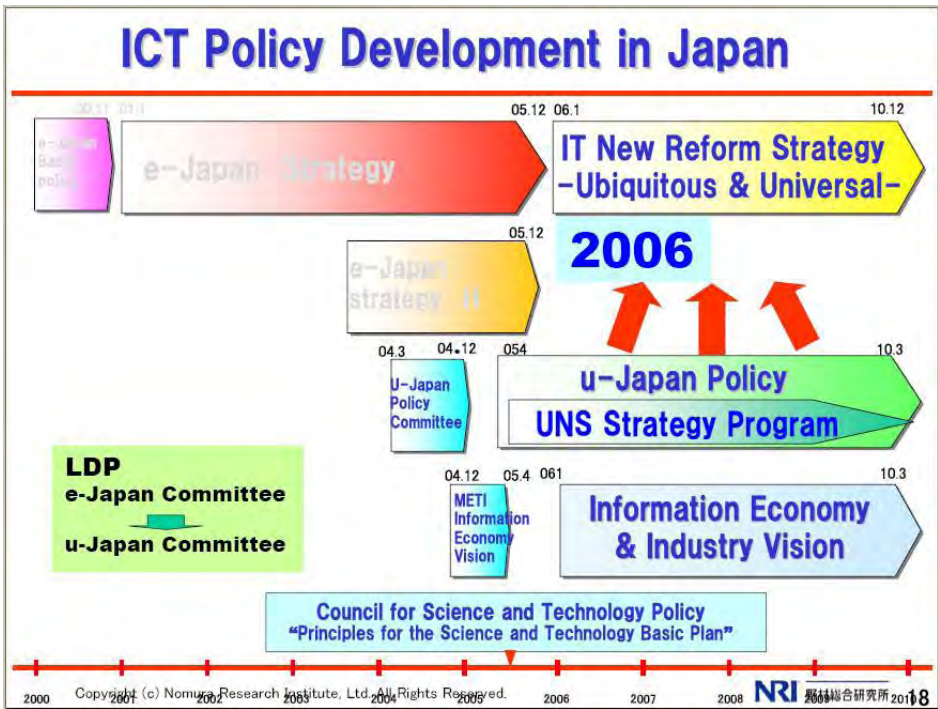 ICT Policy Development in Japan
00.11 01.1
05.12 06.1
10.12
e-Japan
Basic
policy
e-Japan Strategy
IT New Reform Strategy
-Ubiquitous & Universal-
05.12
2006
e-Japan
strategy II
04.3
04.12
054
10.3
U-Japan
Policy
Committee
u-Japan Policy
UNS Strategy Program
LDP
e-Japan Committee
u-Japan Committee
04.12
05.4
061
10.3
METI
Information
Economy
Vision
Information Economy
& Industry Vision
Council for Science and Technology Policy
“Principles for the Science and Technology Basic Plan”
Copyright (c) Nomura Research Institute, Ltd. All Rights Reserved.
NRI 野村総合研究所 18
2000 2001 2002 2003 2004 2005 2006 2007 2008 2009 2010